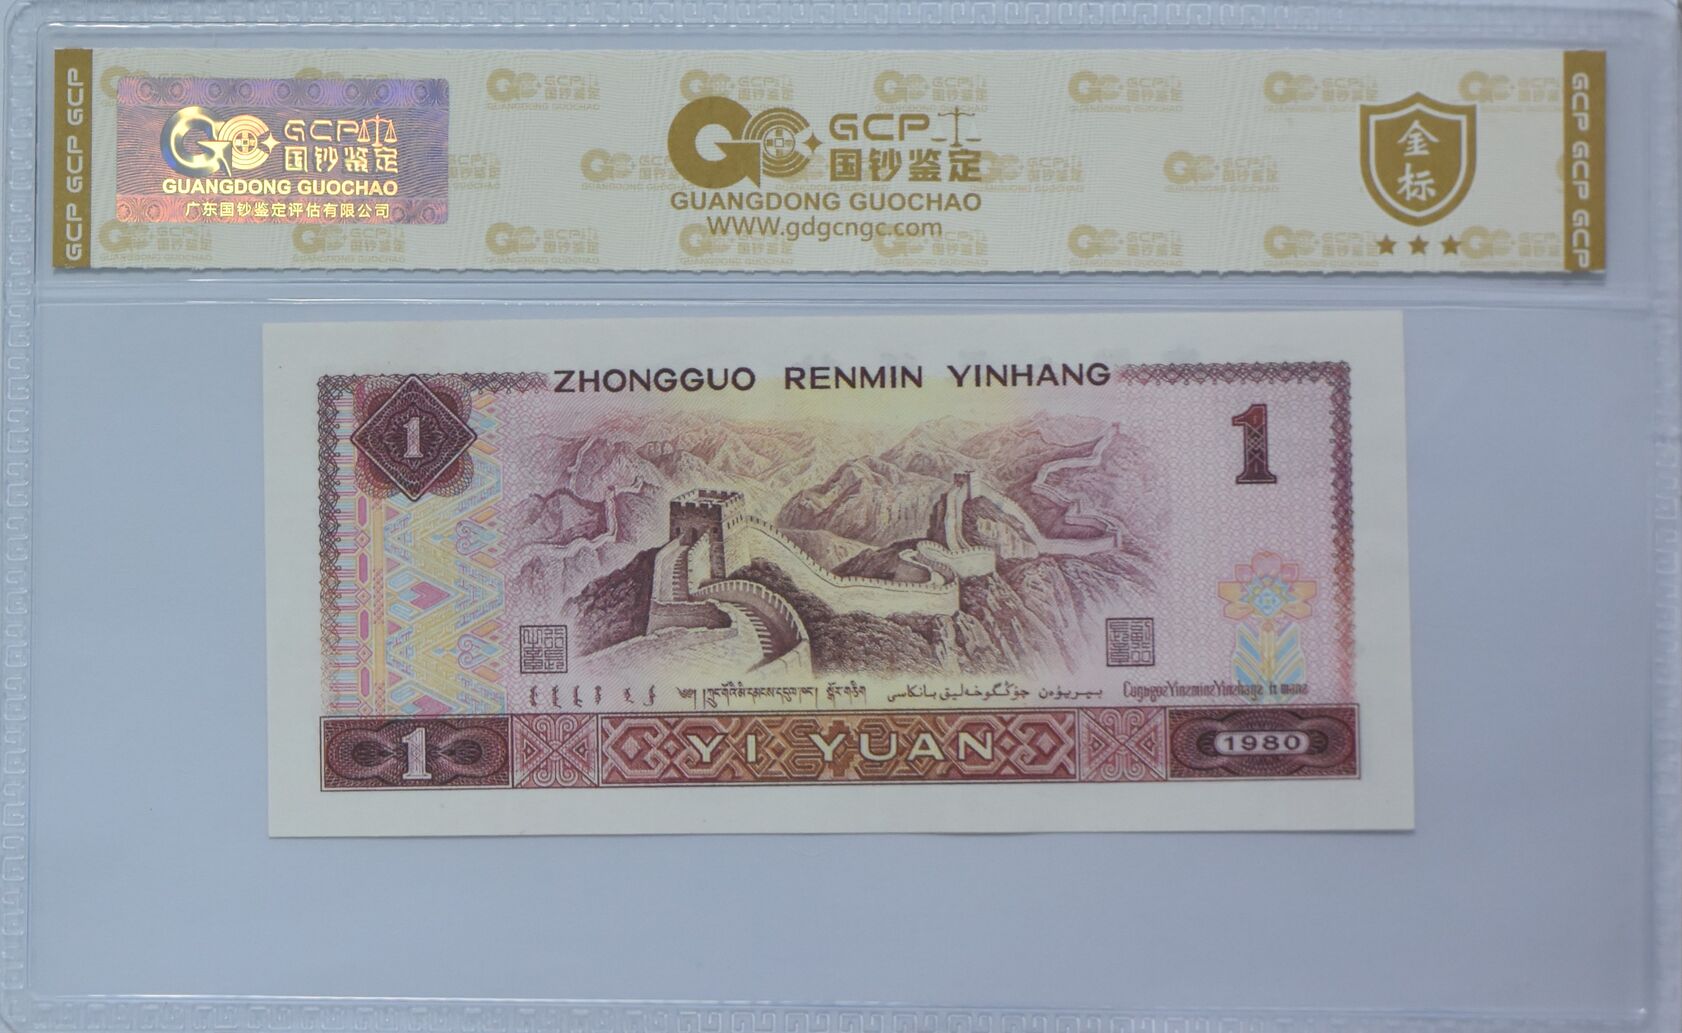 GCP GCP GCP
GCP
国钞鉴定
GUANGDONG GUOCHAO
广东国钞鉴定评估有限公司
GCP
国钞鉴定
GUANGDONG GUOCHAO
WWW.gdgcngc.com
金标
GCP GCP GCP
ZHONGGUO RENMIN YINHANG
1
1
1
YI YUAN
1980